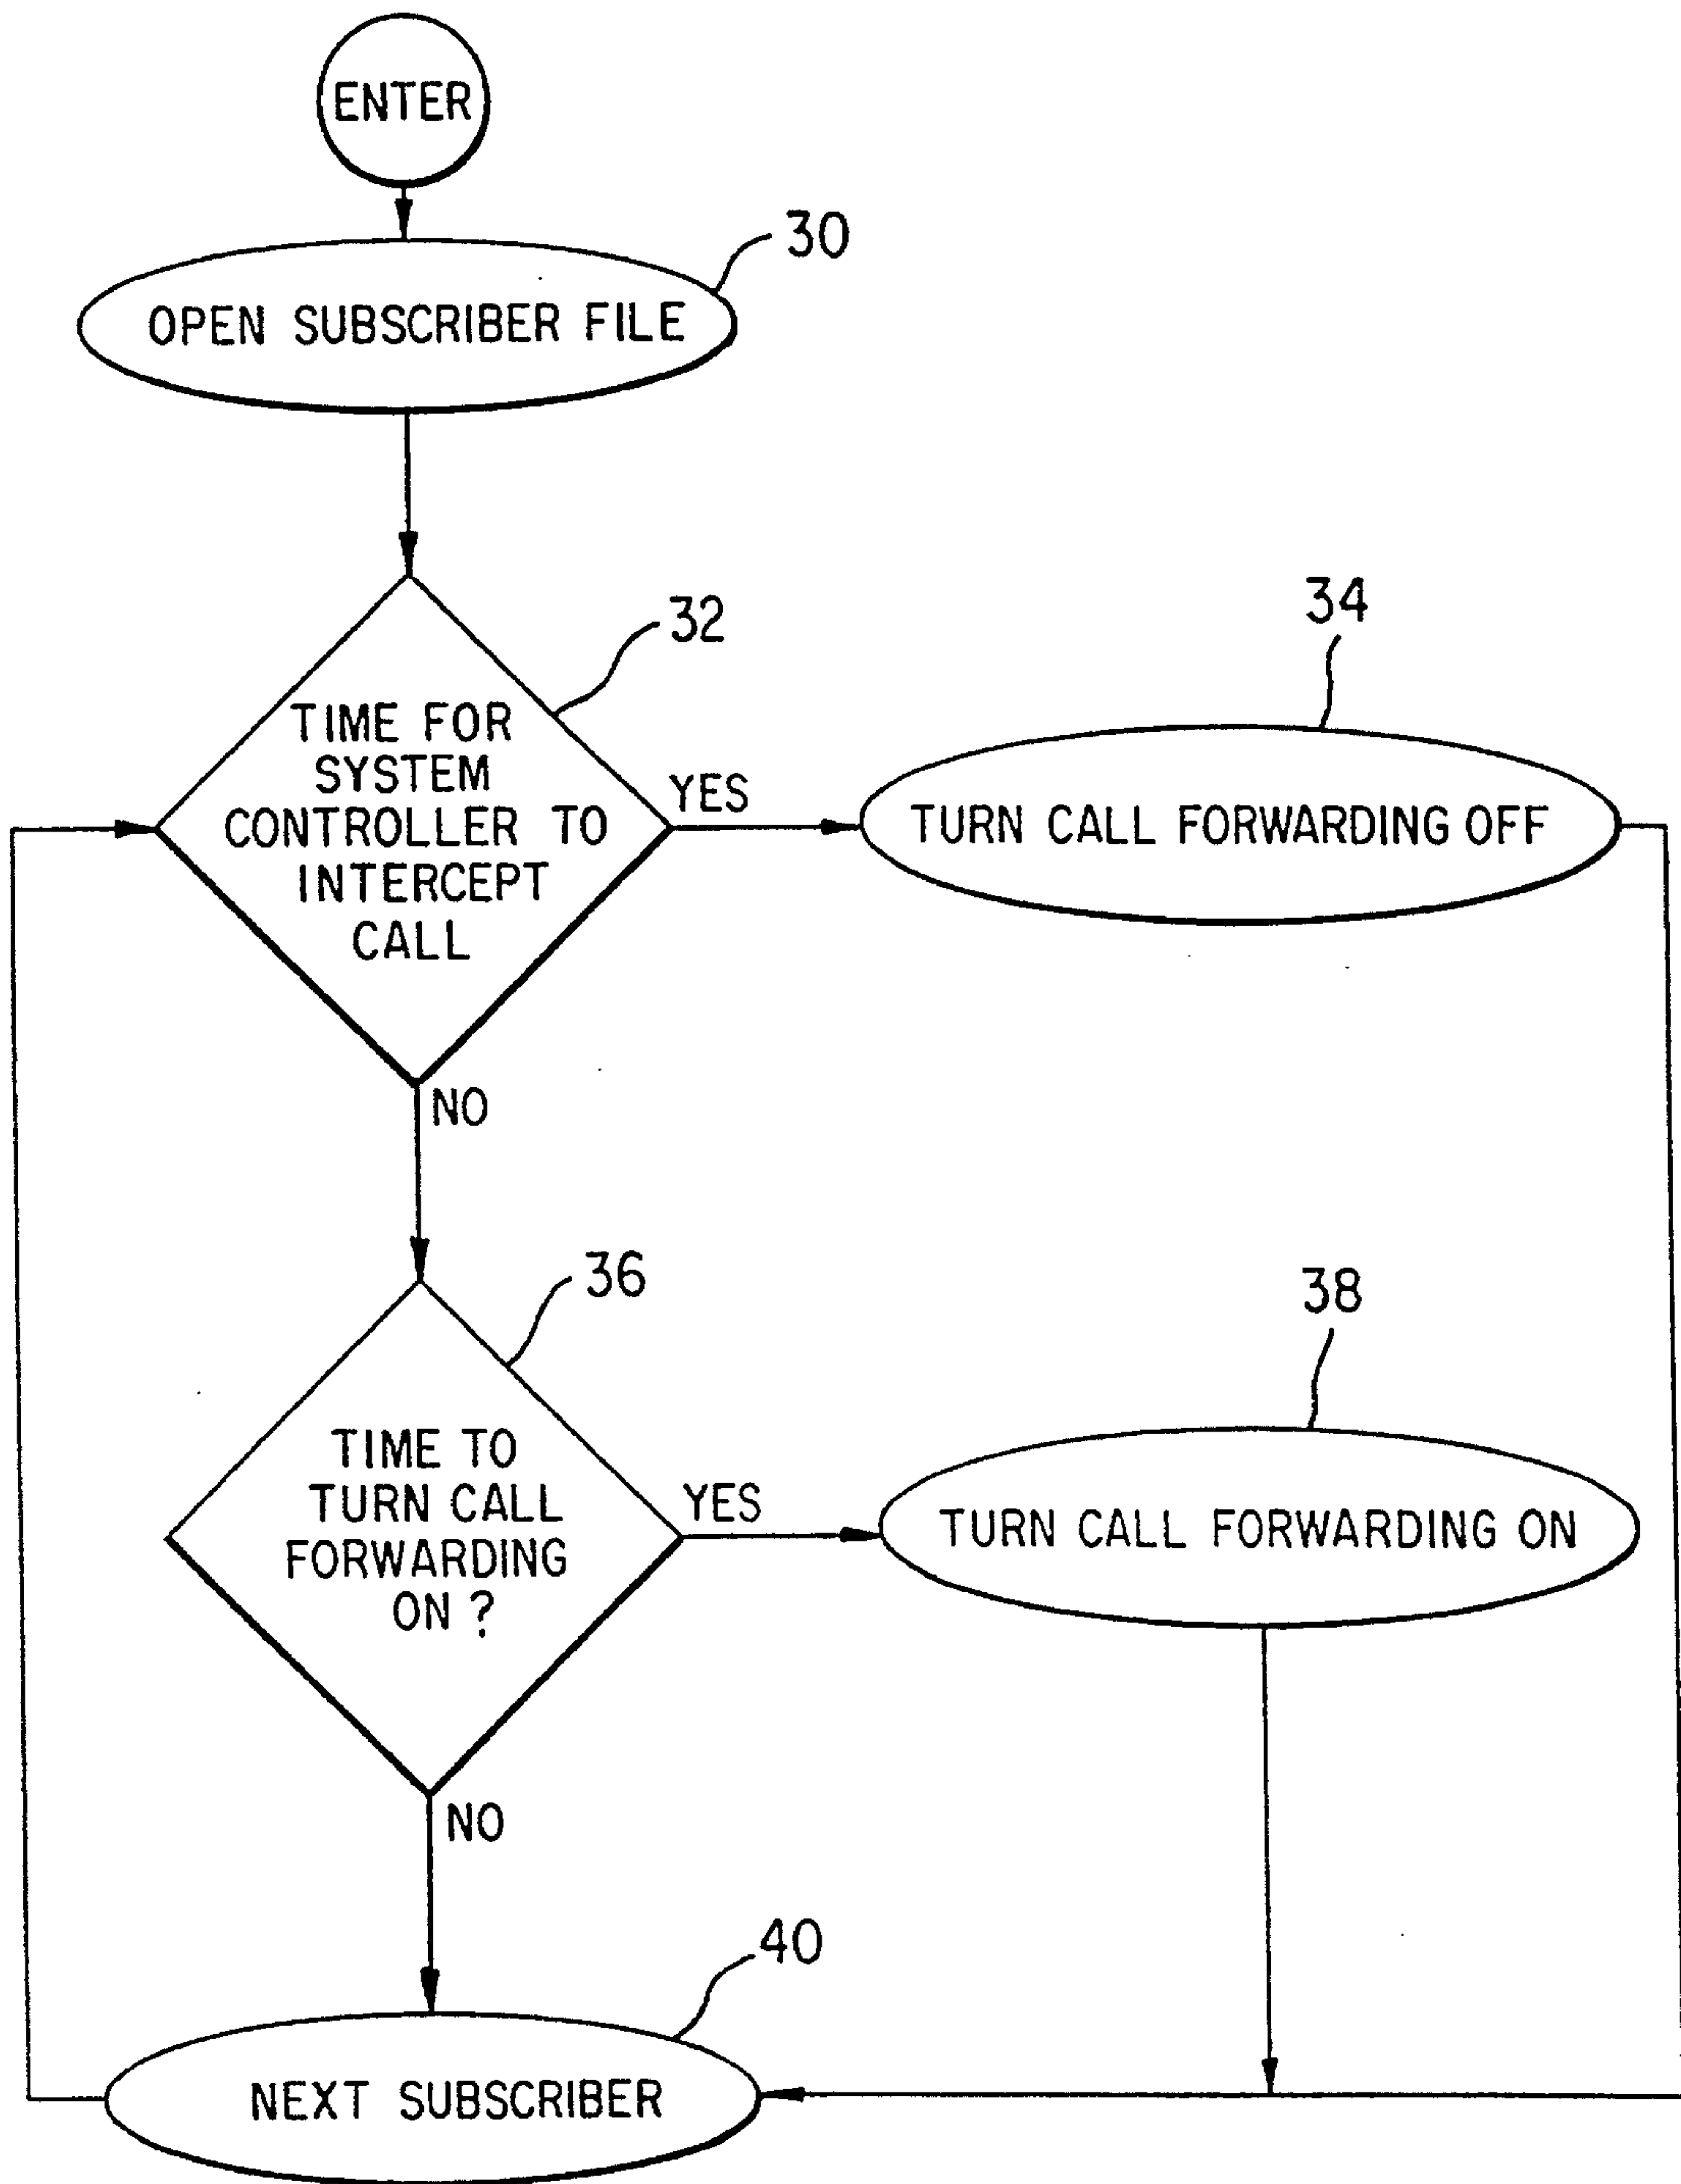 ENTER
30
OPEN SUBSCRIBER FILE
32
TIME FOR
SYSTEM
CONTROLLER TO
INTERCEPT
CALL
YES
34
TURN CALL FORWARDING OFF
NO
36
TIME TO
TURN CALL
FORWARDING
ON ?
YES
38
TURN CALL FORWARDING ON
NO
40
NEXT SUBSCRIBER